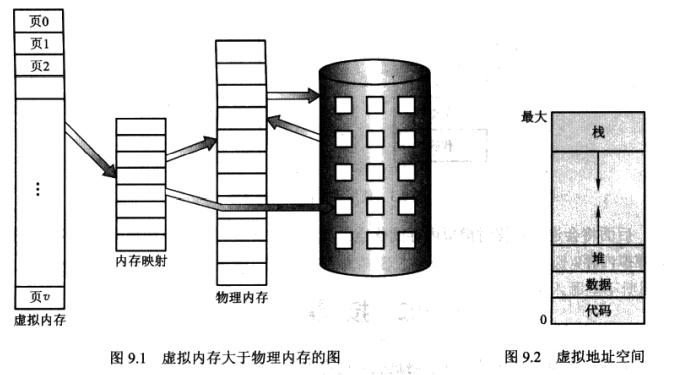 页0
页1
页2
⋮
页v
虚拟内存
内存映射
物理内存
图 9.1 虚拟内存大于物理内存的图
最大
栈
堆
数据
代码
0
图 9.2 虚拟地址空间